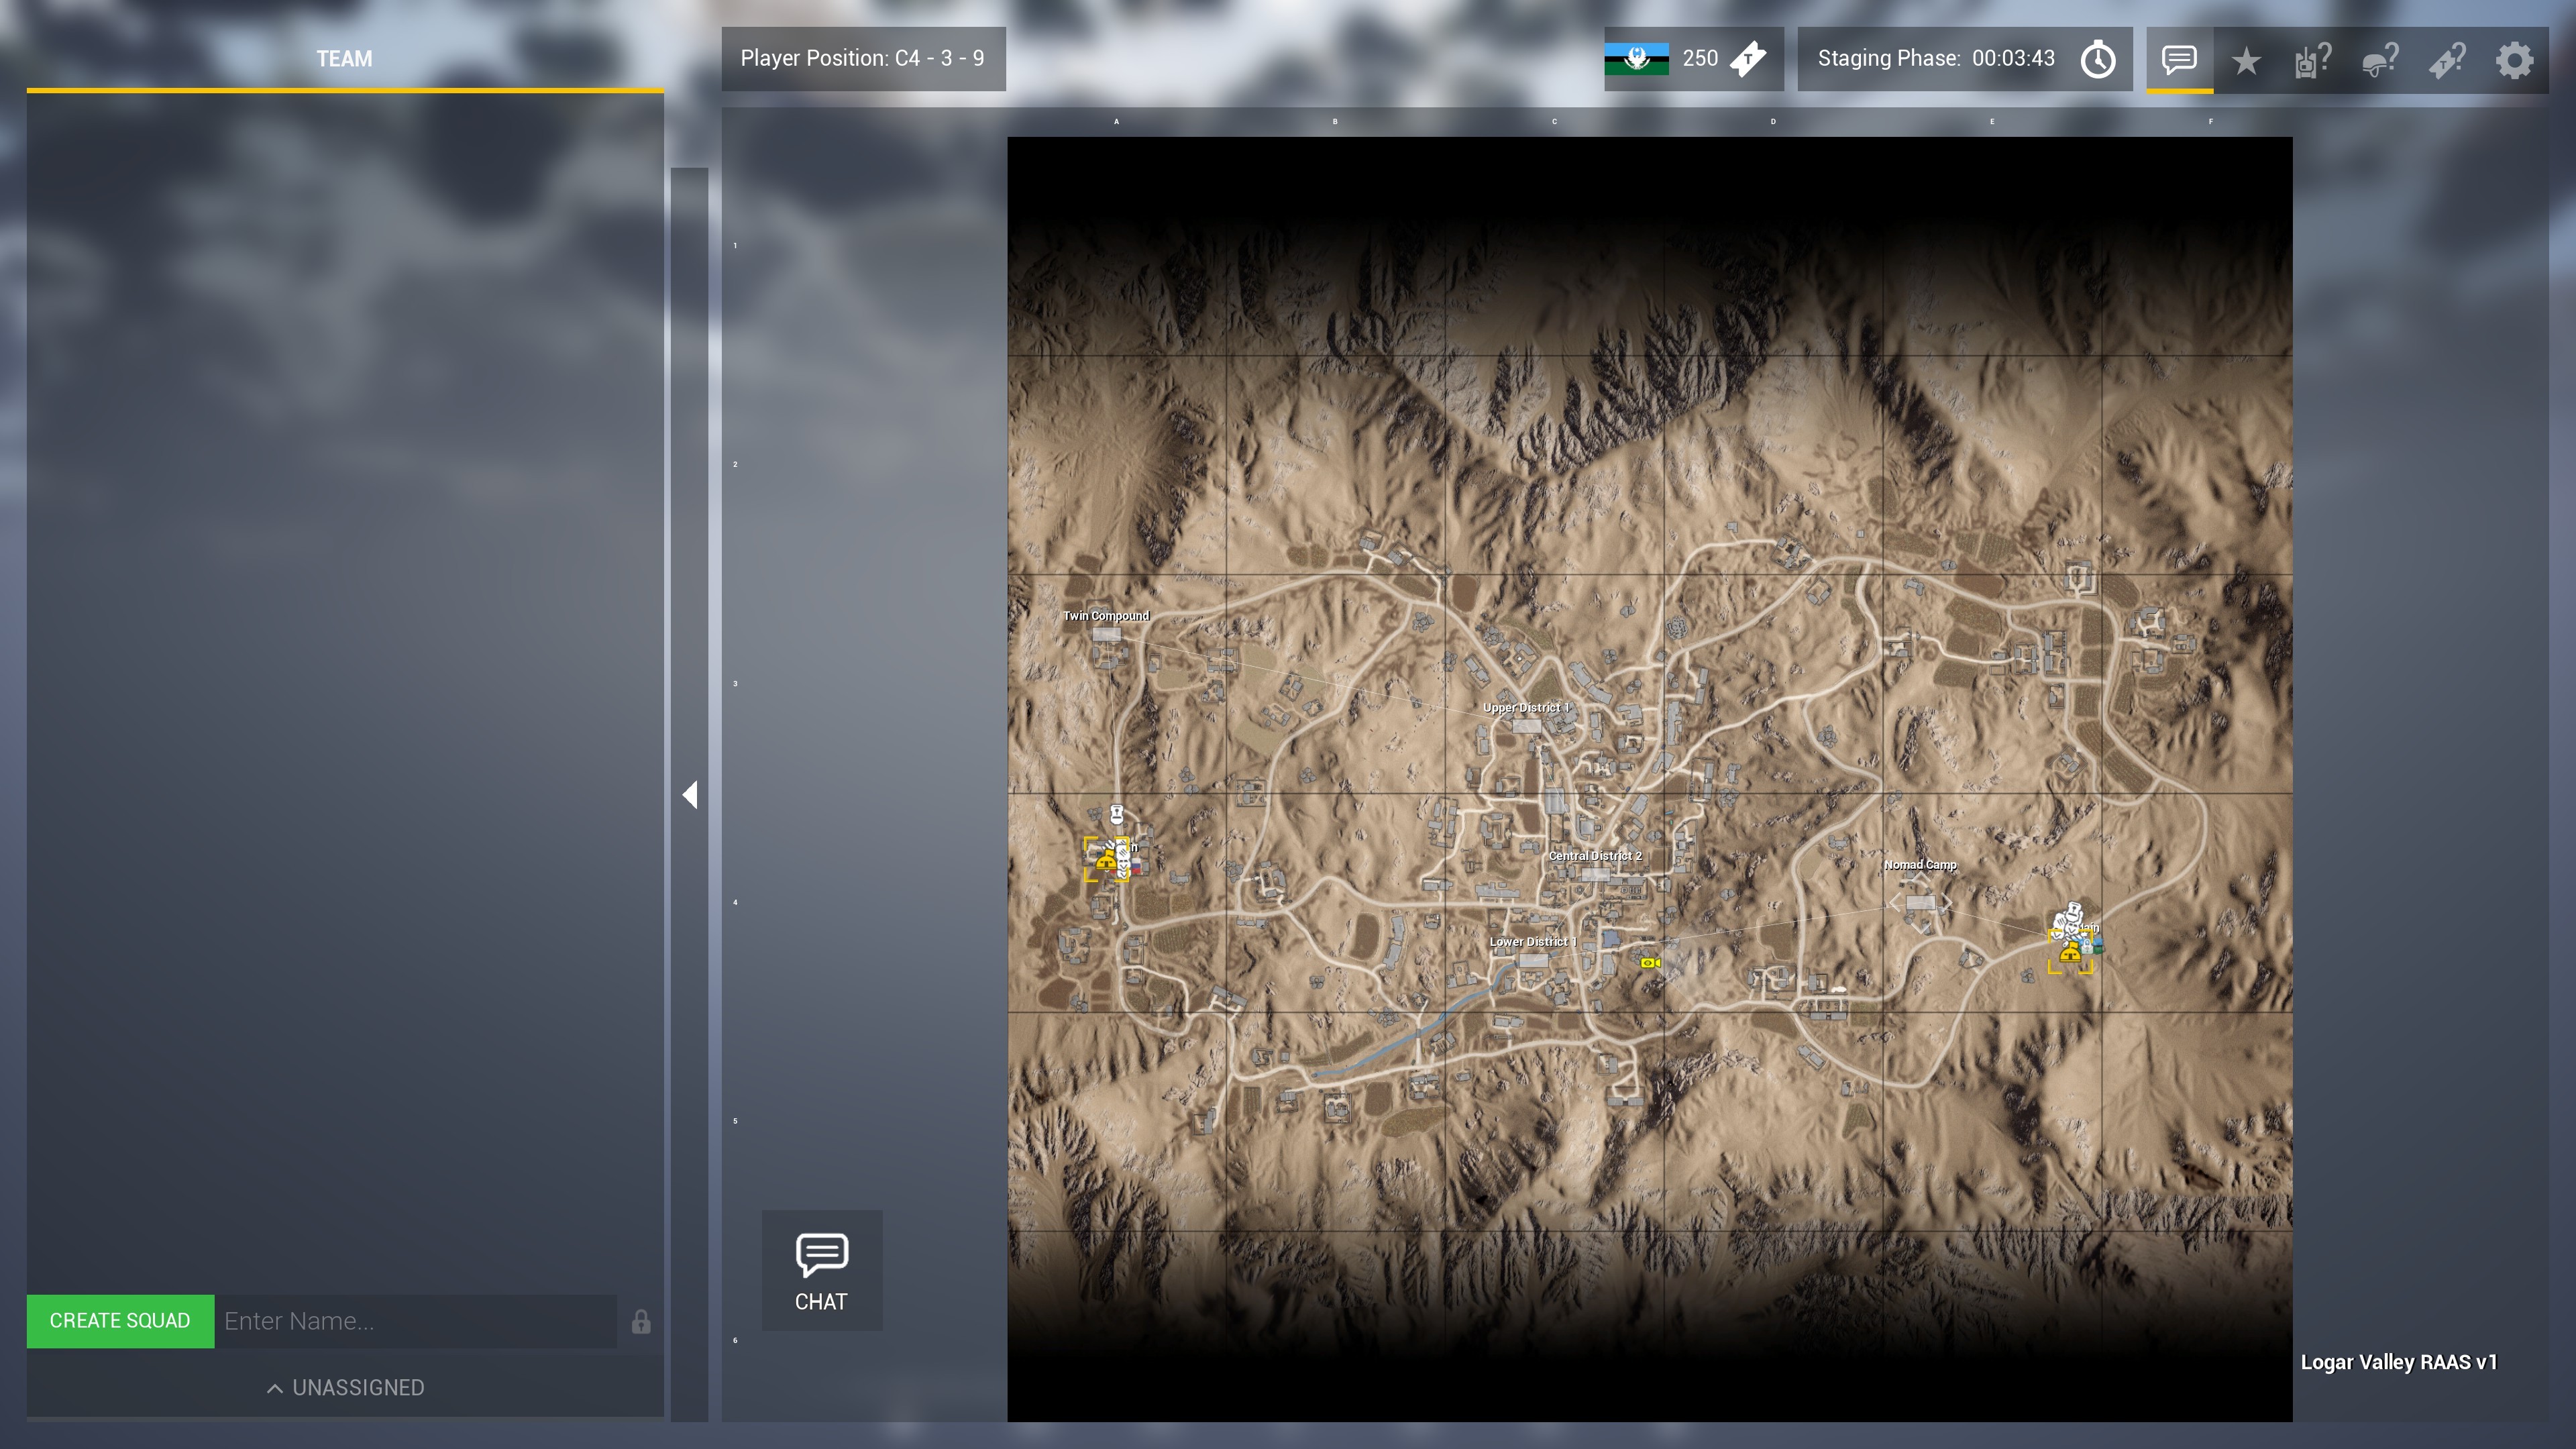 TEAM
Player Position: C4 - 3 - 9
250
T
Staging Phase: 00:03:43
?
?
T?
A B C D E F
1
2
3
4
5
6
Twin Compound
Upper District 1
Central District 2
Nomad Camp
Lower District 1
CHAT
CREATE SQUAD
Enter Name...
UNASSIGNED
Logar Valley RAAS v1